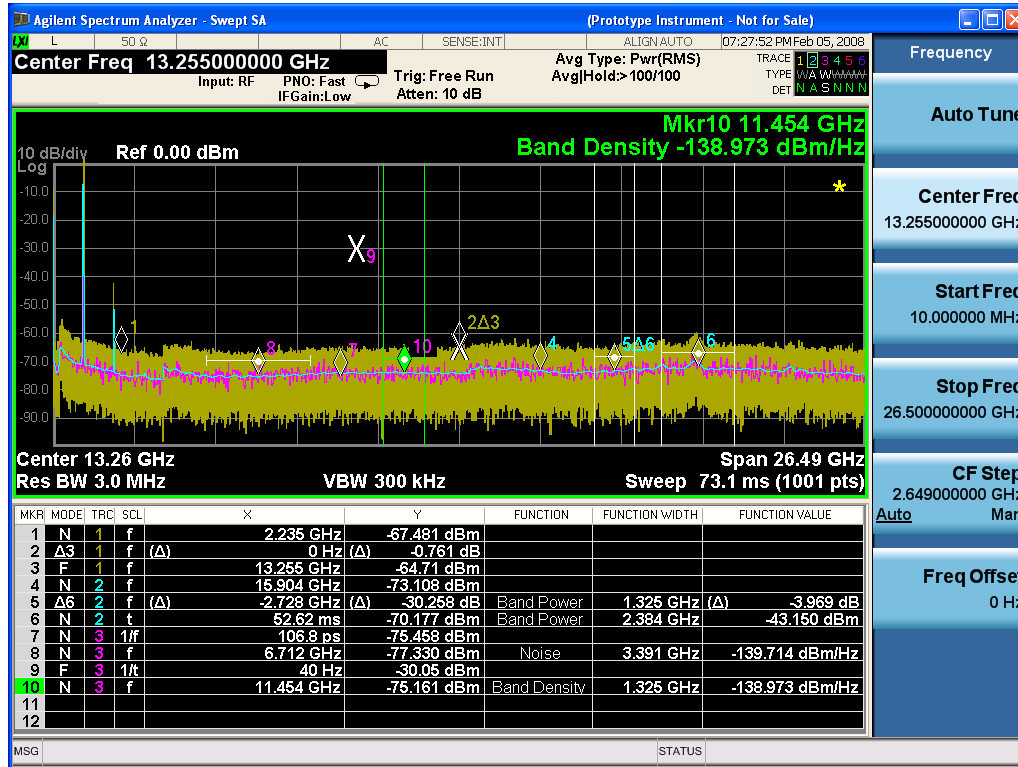 Agilent Spectrum Analyzer - Swept SA (Prototype Instrument - Not for Sale)
LXI L 50 Ω AC SENSE:INT ALIGN AUTO 07:27:52 PM Feb 05, 2008
Center Freq 13.255000000 GHz
Input: RF PNO: Fast Trig: Free Run Avg Type: Pwr(RMS) TRACE 1 2 3 4 5 6
IFGain:Low Atten: 10 dB Avg|Hold:>100/100 TYPE W A W W W W
DET N A S N N N
Mkr10 11.454 GHz
10 dB/div Ref 0.00 dBm Band Density -138.973 dBm/Hz
Log
-10.0
-20.0
-30.0
-40.0
-50.0
-60.0
-70.0
-80.0
-90.0
X 9
1 2Δ3
8 7 10 4 5Δ6 6
Center 13.26 GHz Span 26.49 GHz
Res BW 3.0 MHz VBW 300 kHz Sweep 73.1 ms (1001 pts)
MKR MODE TRC SCL X Y FUNCTION FUNCTION WIDTH FUNCTION VALUE
1 N 1 f 2.235 GHz -67.481 dBm
2 Δ3 1 f (Δ) 0 Hz (Δ) -0.761 dB
3 F 1 f 13.255 GHz -64.71 dBm
4 N 2 f 15.904 GHz -73.108 dBm
5 Δ6 2 f (Δ) -2.728 GHz (Δ) -30.258 dB Band Power 1.325 GHz (Δ) -3.969 dB
6 N 2 t 52.62 ms -70.177 dBm Band Power 2.384 GHz -43.150 dBm
7 N 3 1/f 106.8 ps -75.458 dBm
8 N 3 f 6.712 GHz -77.330 dBm Noise 3.391 GHz -139.714 dBm/Hz
9 F 3 1/t 40 Hz -30.05 dBm
10 N 3 f 11.454 GHz -75.161 dBm Band Density 1.325 GHz -138.973 dBm/Hz
11
12
MSG STATUS
Frequency
Auto Tune
Center Freq
13.255000000 GHz
Start Freq
10.000000 MHz
Stop Freq
26.500000000 GHz
CF Step
2.649000000 GHz
Auto Man
Freq Offset
0 Hz